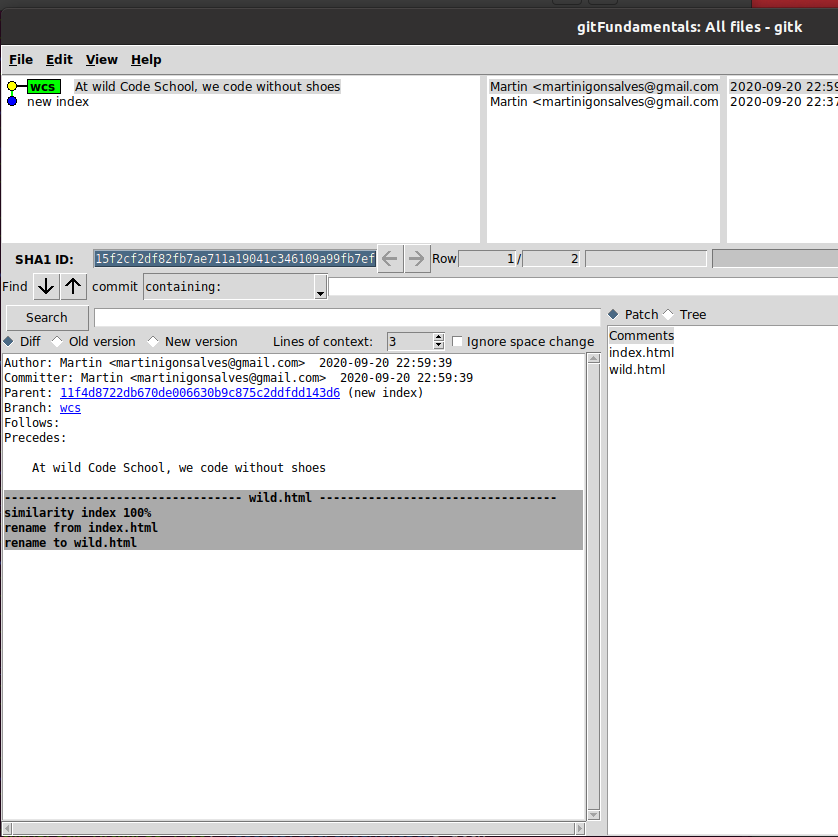 gitFundamentals: All files - gitk
File Edit View Help
wcs At wild Code School, we code without shoes Martin <martinigonsalves@gmail.com 2020-09-20 22:59
new index Martin <martinigonsalves@gmail.com 2020-09-20 22:37
SHA1 ID: 15f2cf2df82fb7ae711a19041c346109a99fb7ef Row 1 / 2
Find commit containing:
Search
Patch Tree
Diff Old version New version Lines of context: 3 Ignore space change
Comments
index.html
wild.html
Author: Martin <martinigonsalves@gmail.com> 2020-09-20 22:59:39
Committer: Martin <martinigonsalves@gmail.com> 2020-09-20 22:59:39
Parent: 11f4d8722db670de006630b9c875c2ddfdd143d6 (new index)
Branch: wcs
Follows:
Precedes:
At wild Code School, we code without shoes
---------------------------------- wild.html ----------------------------------
similarity index 100%
rename from index.html
rename to wild.html